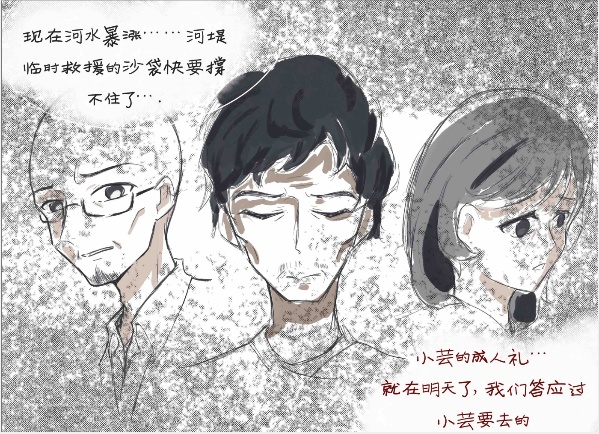 现在河水暴涨……河堤
临时救援的沙袋快要撑
不住了….
小芸的成人礼…
就在明天了,我们答应过
小芸要去的